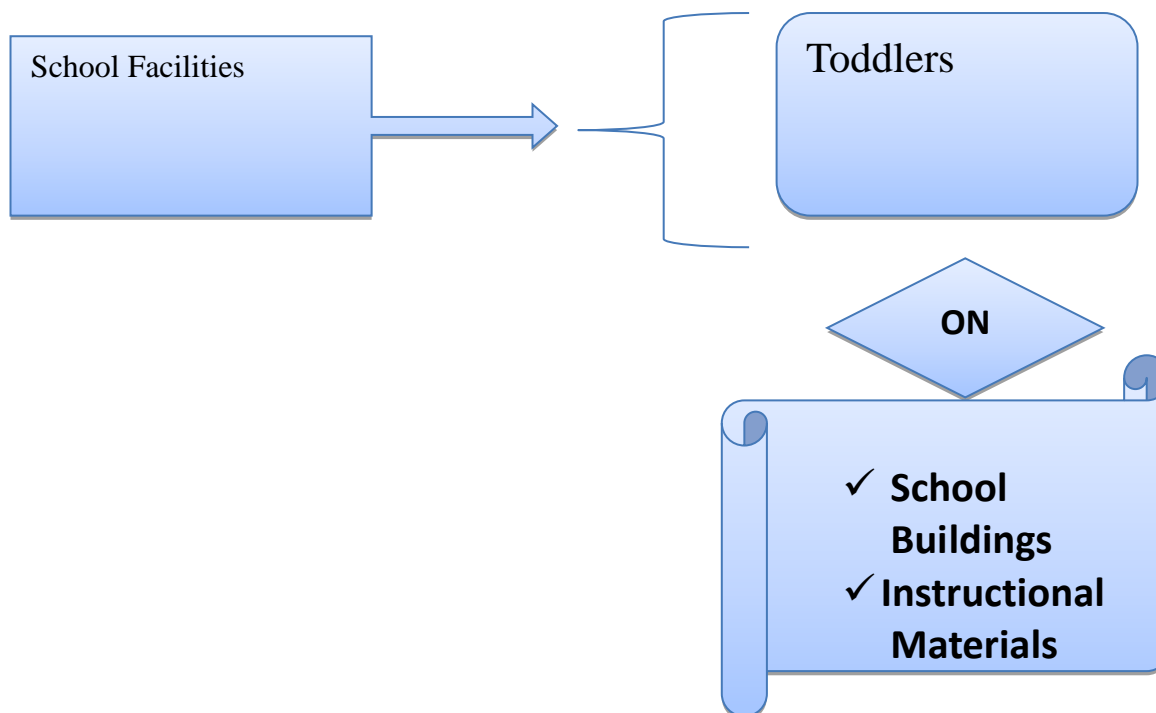 School Facilities
Toddlers
ON
✓ School
Buildings
✓ Instructional
Materials